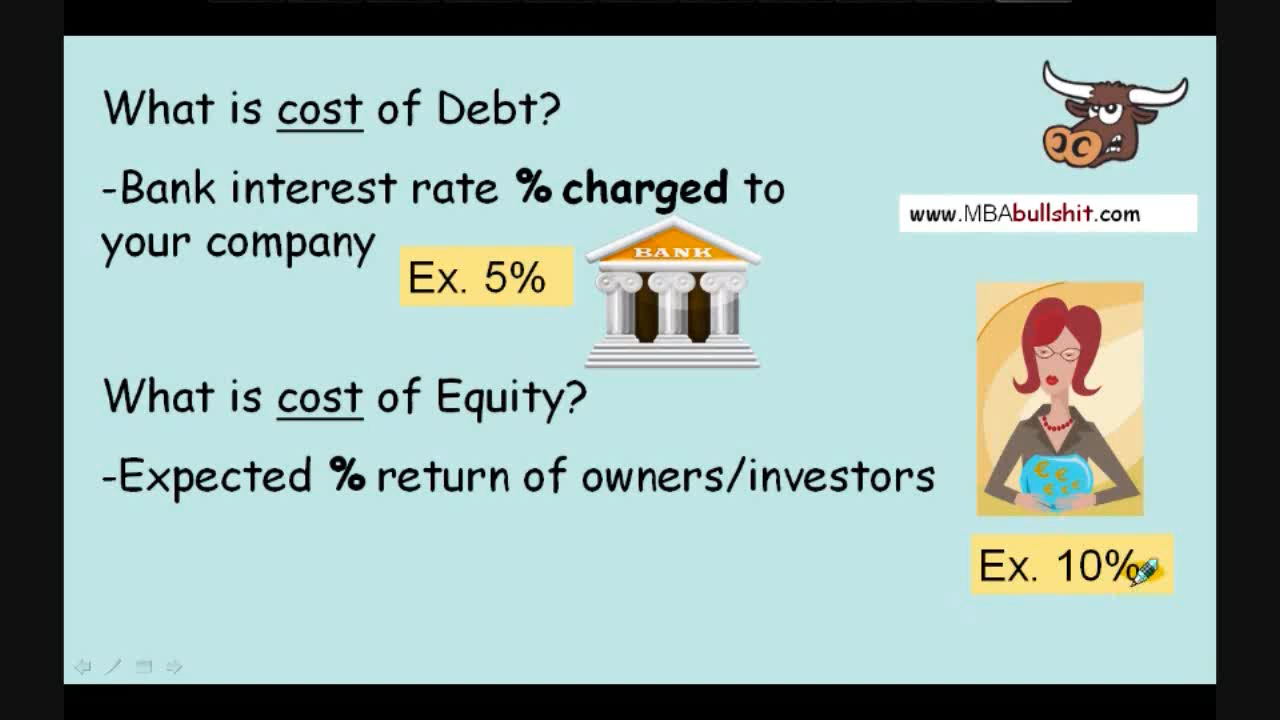 What is cost of Debt?
-Bank interest rate % charged to
your company
Ex. 5%
BANK
www.MBAbullshit.com
What is cost of Equity?
-Expected % return of owners/investors
Ex. 10%